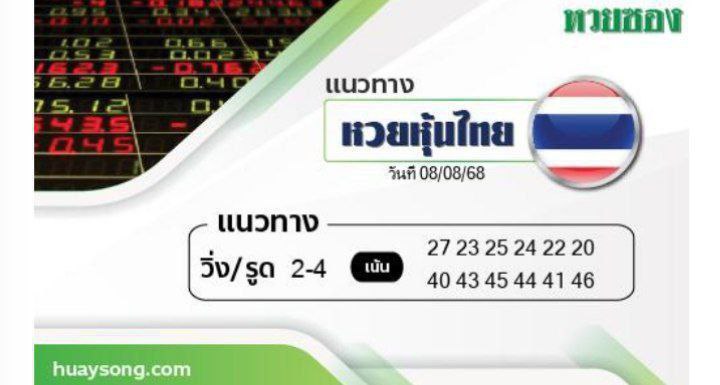 หวยซอง
แนวทาง
หวยหุ้นไทย
วันที่ 08/08/68
แนวทาง
วิ่ง/รูด 2-4 เน้น
27 23 25 24 22 20
40 43 45 44 41 46
huaysong.com